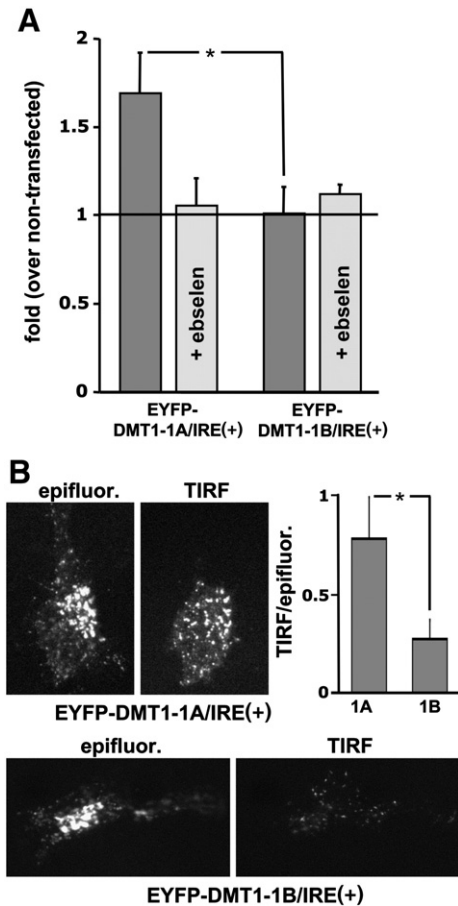 A
fold (over non-transfected)
2
1.5
1
0.5
0
*
+ ebselen
+ ebselen
EYFP-
DMT1-1A/IRE(+)
EYFP-
DMT1-1B/IRE(+)
B
epifluor.
TIRF
EYFP-DMT1-1A/IRE(+)
TIRF/epifluor.
1
0.5
0
*
1A
1B
epifluor.
TIRF
EYFP-DMT1-1B/IRE(+)